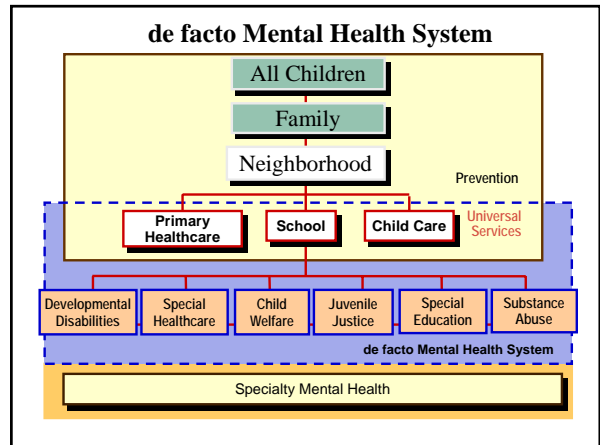 de facto Mental Health System
All Children
Family
Neighborhood
Prevention
Primary
Healthcare
School
Child Care
Universal
Services
Developmental
Disabilities
Special
Healthcare
Child
Welfare
Juvenile
Justice
Special
Education
Substance
Abuse
de facto Mental Health System
Specialty Mental Health